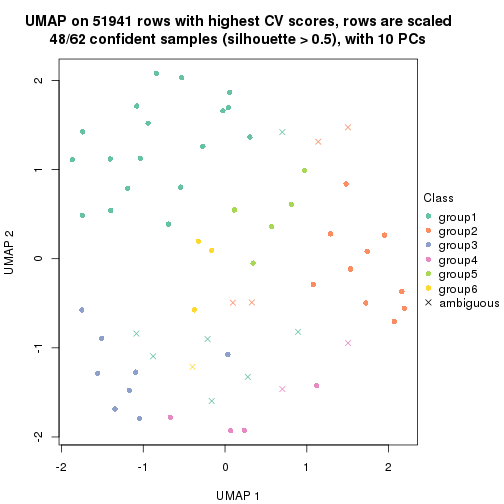 UMAP on 51941 rows with highest CV scores, rows are scaled
48/62 confident samples (silhouette > 0.5), with 10 PCs
2
1
0
-1
-2
UMAP 2
-2
-1
0
1
2
UMAP 1
Class
group1
group2
group3
group4
group5
group6
ambiguous